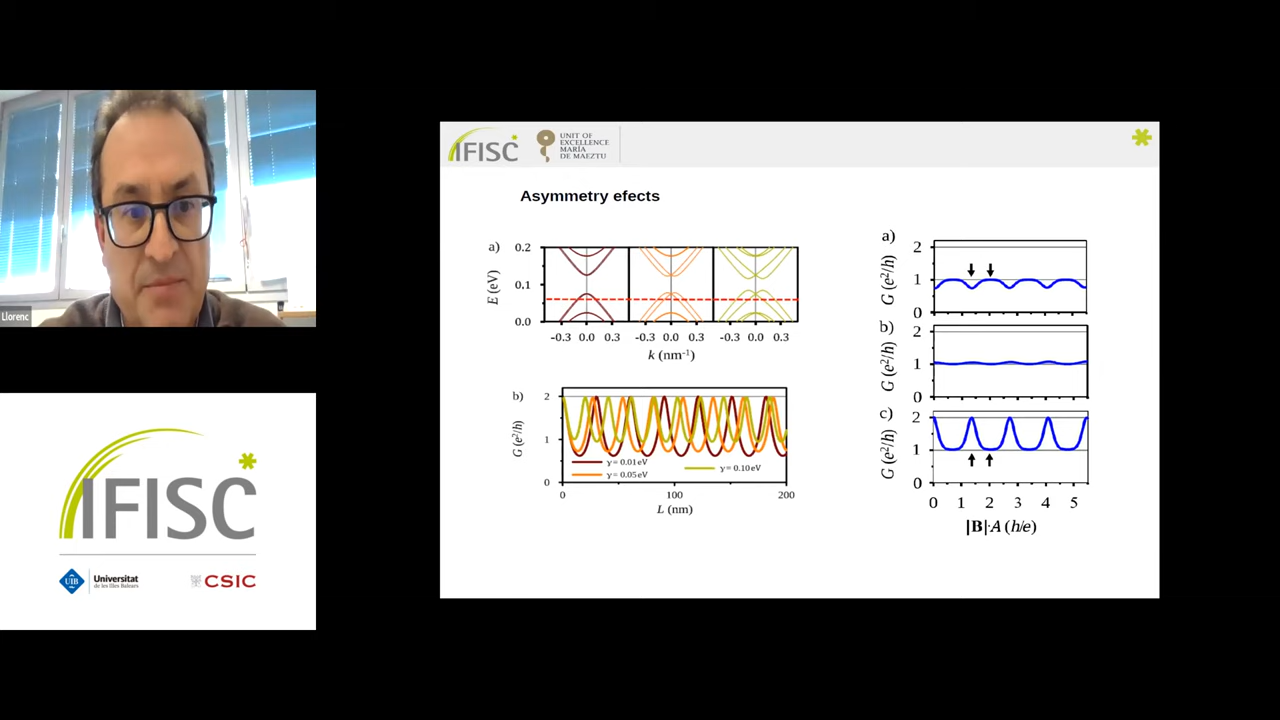 Llorenc
IFISC
UIB
Universitat
de les Illes Balears
CSIC
IFISC
UNIT OF
EXCELLENCE
MARÍA
DE MAEZTU
Asymmetry efects
a)
E (eV)
0.2
0.1
0.0
-0.3 0.0 0.3 -0.3 0.0 0.3 -0.3 0.0 0.3
k (nm⁻¹)
b)
G (e²/h)
2
1
0
γ = 0.01 eV
γ = 0.05 eV
γ = 0.10 eV
0 100 200
L (nm)
a)
G (e²/h)
2
1
0
b)
G (e²/h)
2
1
0
c)
G (e²/h)
2
1
0
0 1 2 3 4 5
|B|·A (h/e)